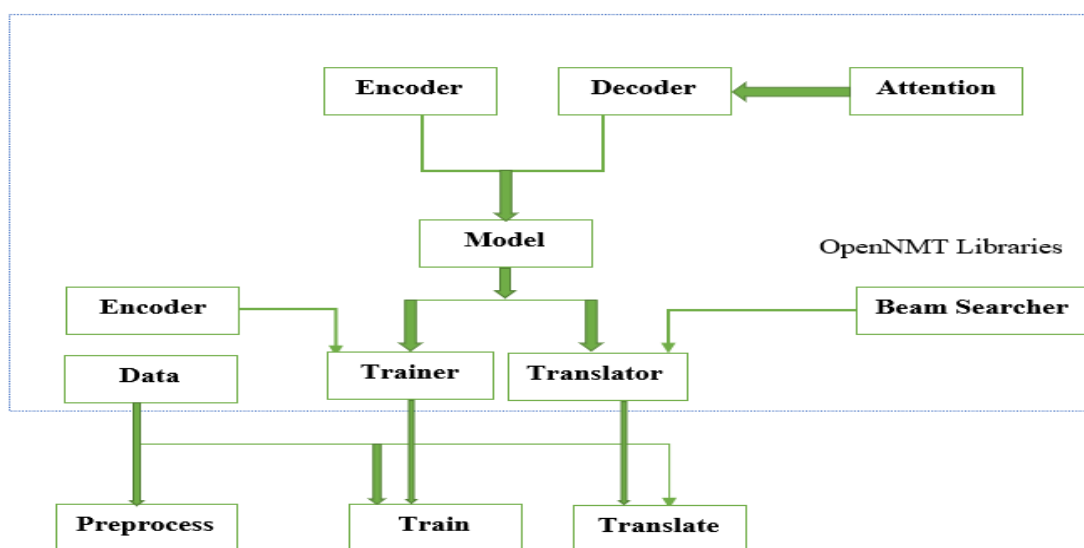 Encoder
Decoder
Attention
Model
OpenNMT Libraries
Encoder
Beam Searcher
Data
Trainer
Translator
Preprocess
Train
Translate